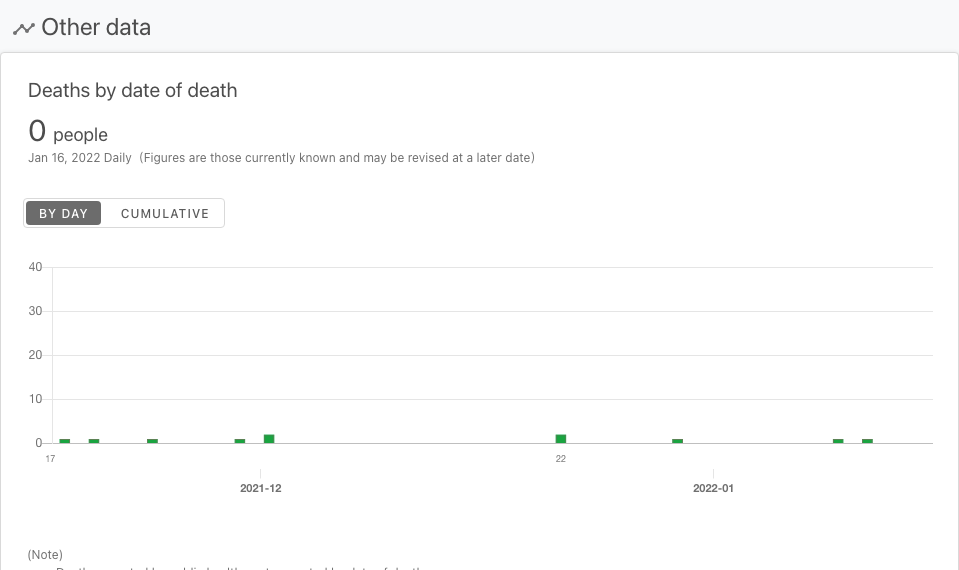 Other data
Deaths by date of death
0 people
Jan 16, 2022 Daily (Figures are those currently known and may be revised at a later date)
BY DAY CUMULATIVE
40
30
20
10
0
17 22
2021-12 2022-01
(Note)